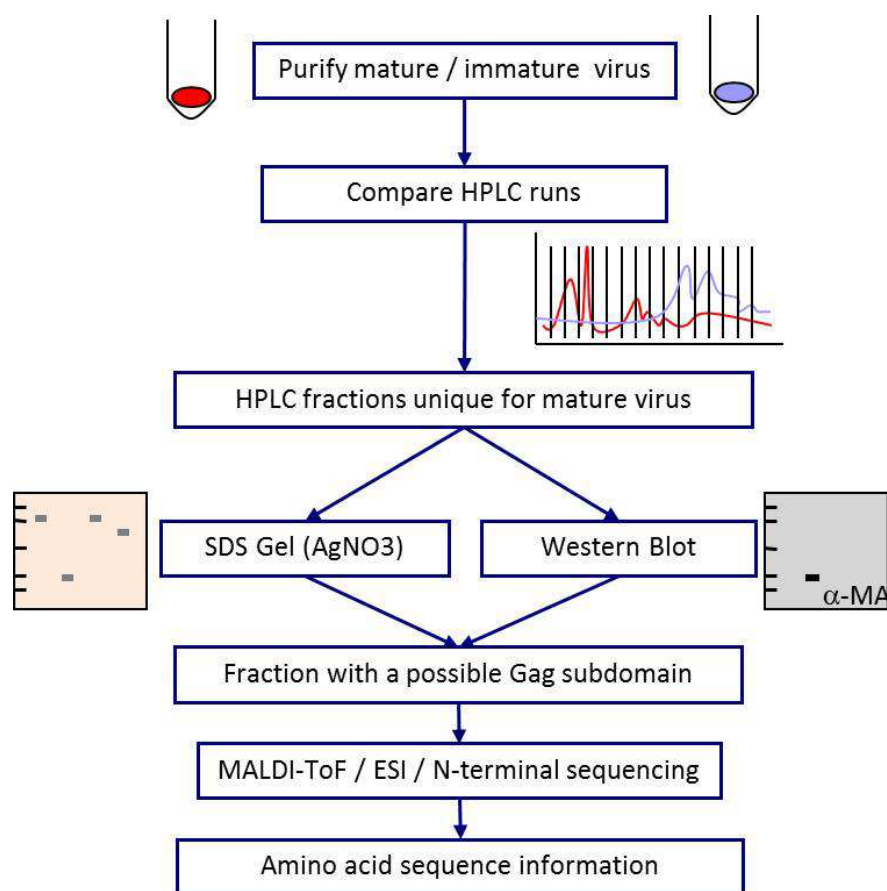 Purify mature / immature virus
Compare HPLC runs
HPLC fractions unique for mature virus
SDS Gel (AgNO3)
Western Blot
α-MA
Fraction with a possible Gag subdomain
MALDI-ToF / ESI / N-terminal sequencing
Amino acid sequence information